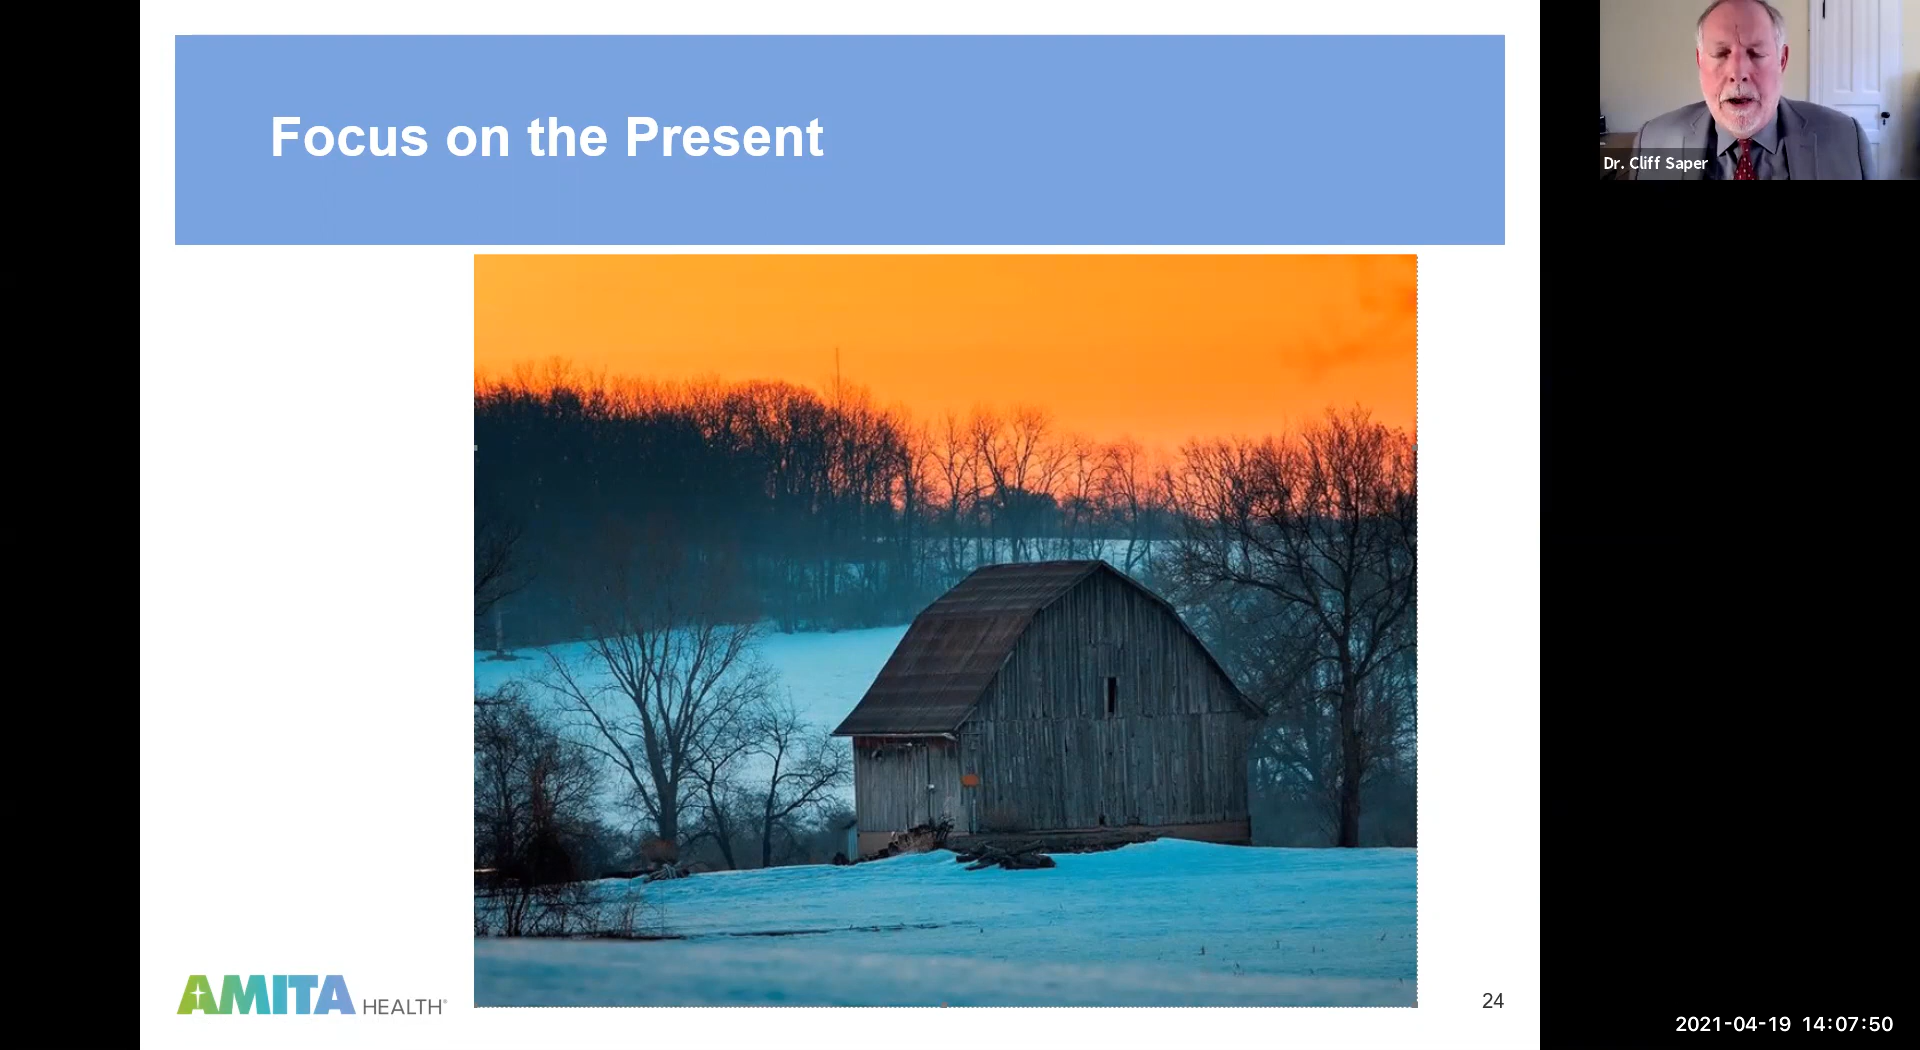 Focus on the Present
Dr. Cliff Saper
AMITA HEALTH®
24
2021-04-19 14:07:50